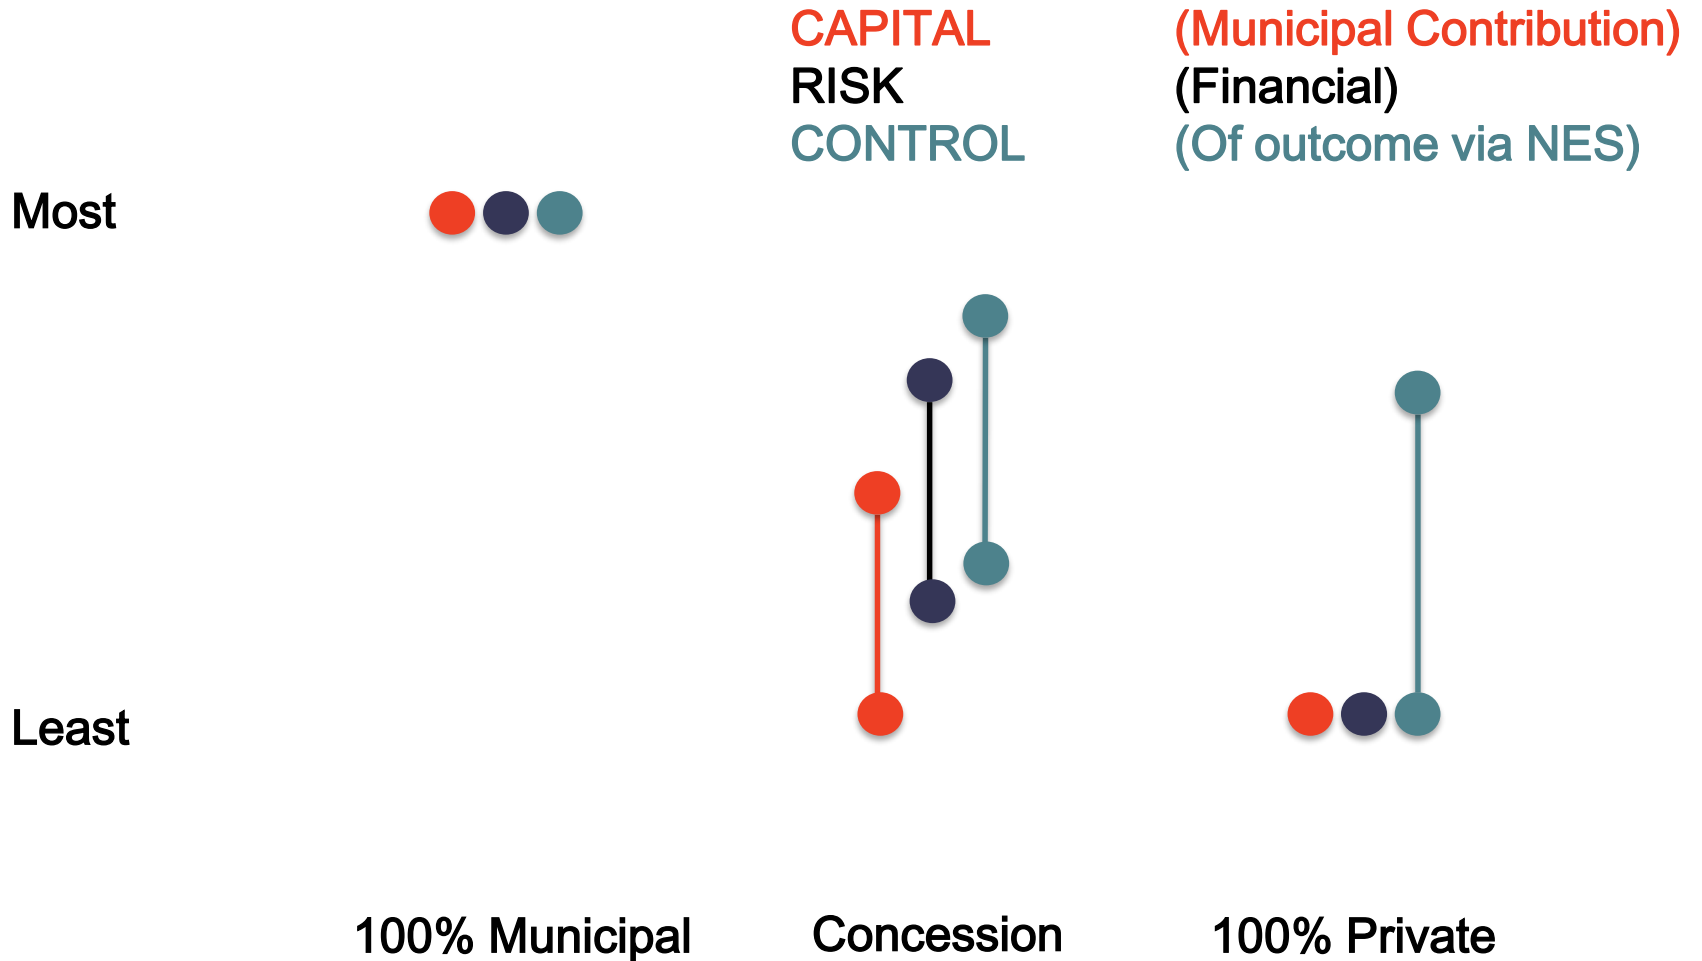 CAPITAL (Municipal Contribution)
RISK (Financial)
CONTROL (Of outcome via NES)
Most
Least
100% Municipal Concession 100% Private